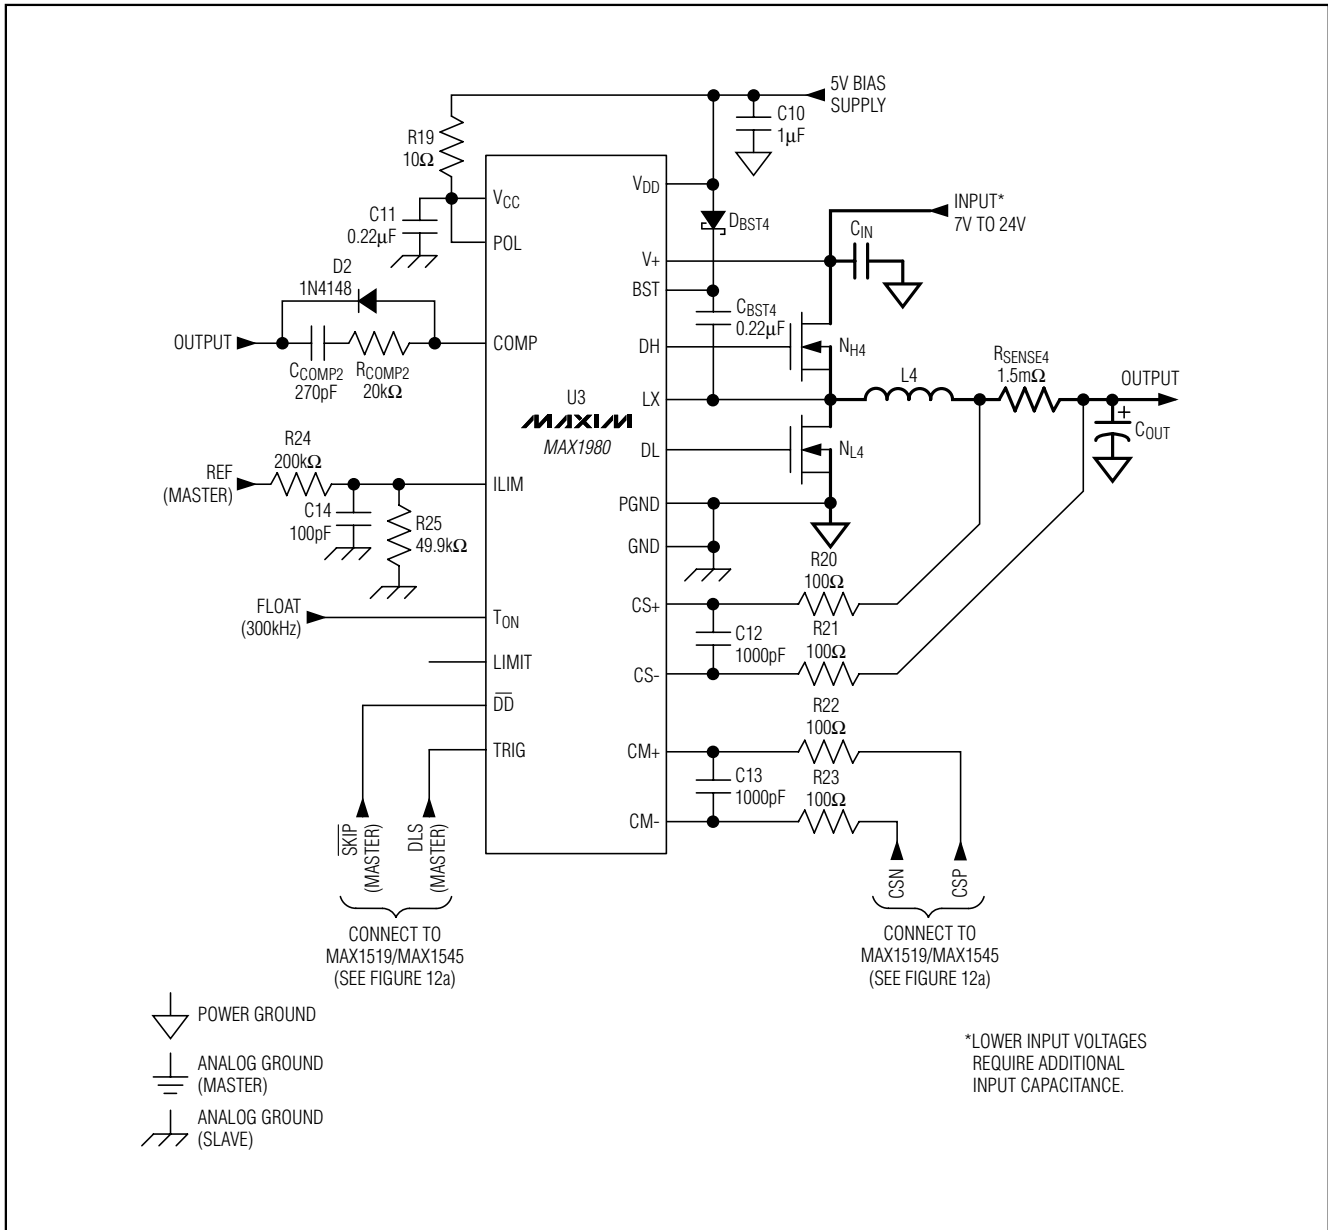 5V BIAS
SUPPLY
C10
1µF
R19
10Ω
VDD
VCC
INPUT*
7V TO 24V
C11
0.22µF
DBST4
CIN
POL
V+
D2
1N4148
BST
CBST4
0.22µF
OUTPUT
COMP
DH
NH4
CCOMP2
270pF
RCOMP2
20kΩ
RSENSE4
1.5mΩ
L4
OUTPUT
U3
LX
MAXIM
MAX1980
COUT
R24
200kΩ
DL
NL4
REF
(MASTER)
ILIM
C14
100pF
R25
49.9kΩ
PGND
GND
R20
100Ω
CS+
FLOAT
(300kHz)
TON
C12
1000pF
R21
100Ω
LIMIT
CS-
DD
R22
100Ω
TRIG
CM+
C13
1000pF
R23
100Ω
CM-
SKIP
(MASTER)
DLS
(MASTER)
CSN
CSP
CONNECT TO
MAX1519/MAX1545
(SEE FIGURE 12a)
CONNECT TO
MAX1519/MAX1545
(SEE FIGURE 12a)
POWER GROUND
ANALOG GROUND
(MASTER)
ANALOG GROUND
(SLAVE)
*LOWER INPUT VOLTAGES
REQUIRE ADDITIONAL
INPUT CAPACITANCE.